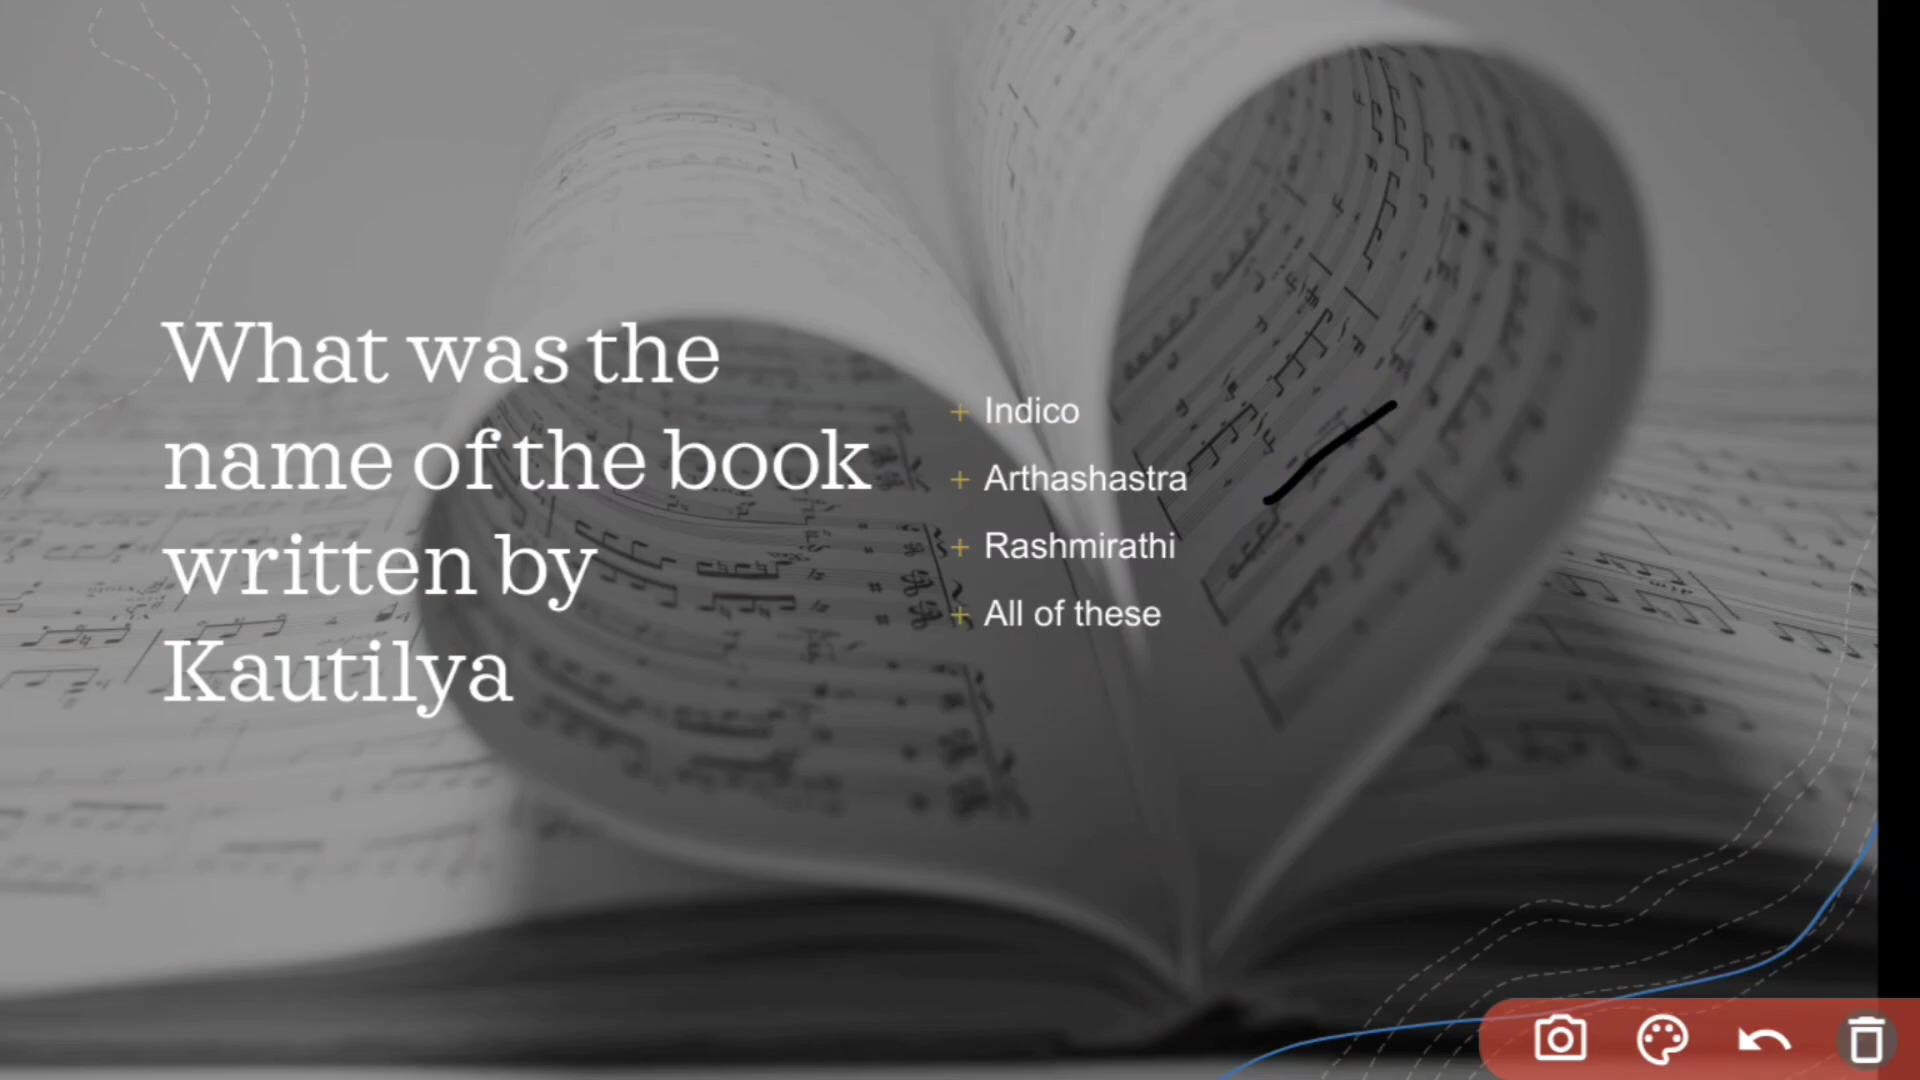 What was the
name of the book
written by
Kautilya
+ Indico
+ Arthashastra
+ Rashmirathi
+ All of these